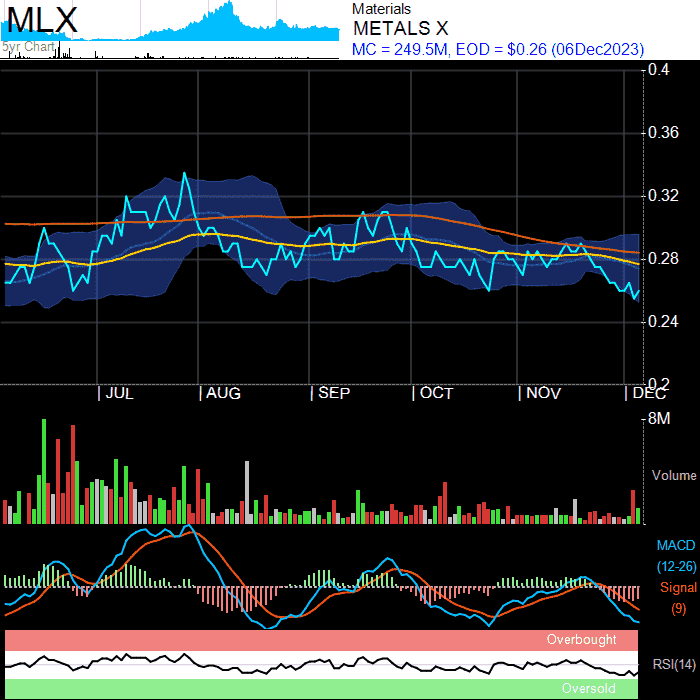 MLX
5yr Chart
Materials
METALS X
MC = 249.5M, EOD = $0.26 (06Dec2023)
0.4
0.36
0.32
0.28
0.24
0.2
JUL
AUG
SEP
OCT
NOV
DEC
8M
Volume
MACD
(12-26)
Signal
(9)
Overbought
RSI(14)
Oversold